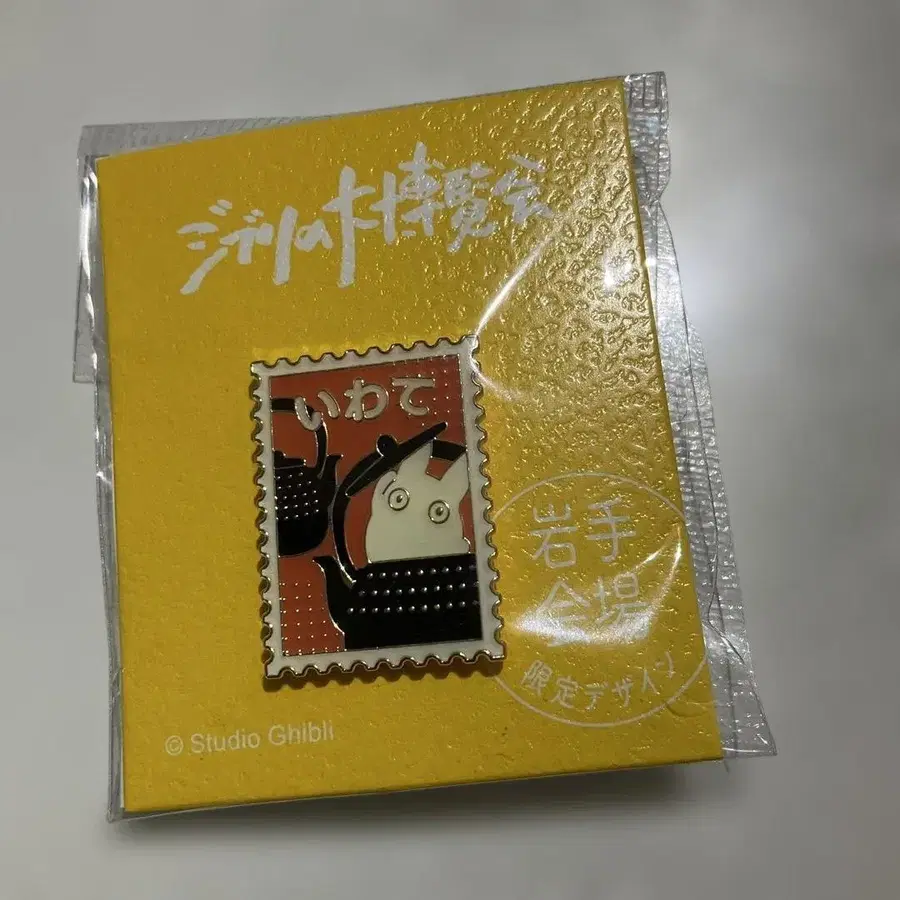 ジブリの大博覧会
いわて
岩手
会場
限定デザイン
© Studio Ghibli